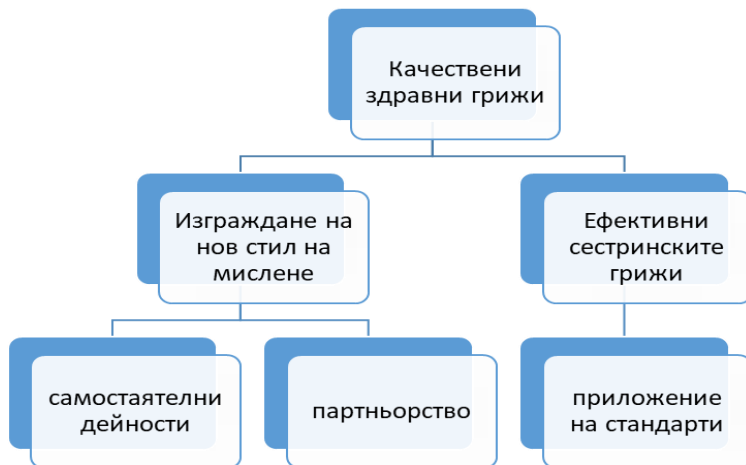 Качествени
здравни грижи
Изграждане на
нов стил на
мислене
Ефективни
сестринските
грижи
самостаятелни
дейности
партньорство
приложение
на стандарти